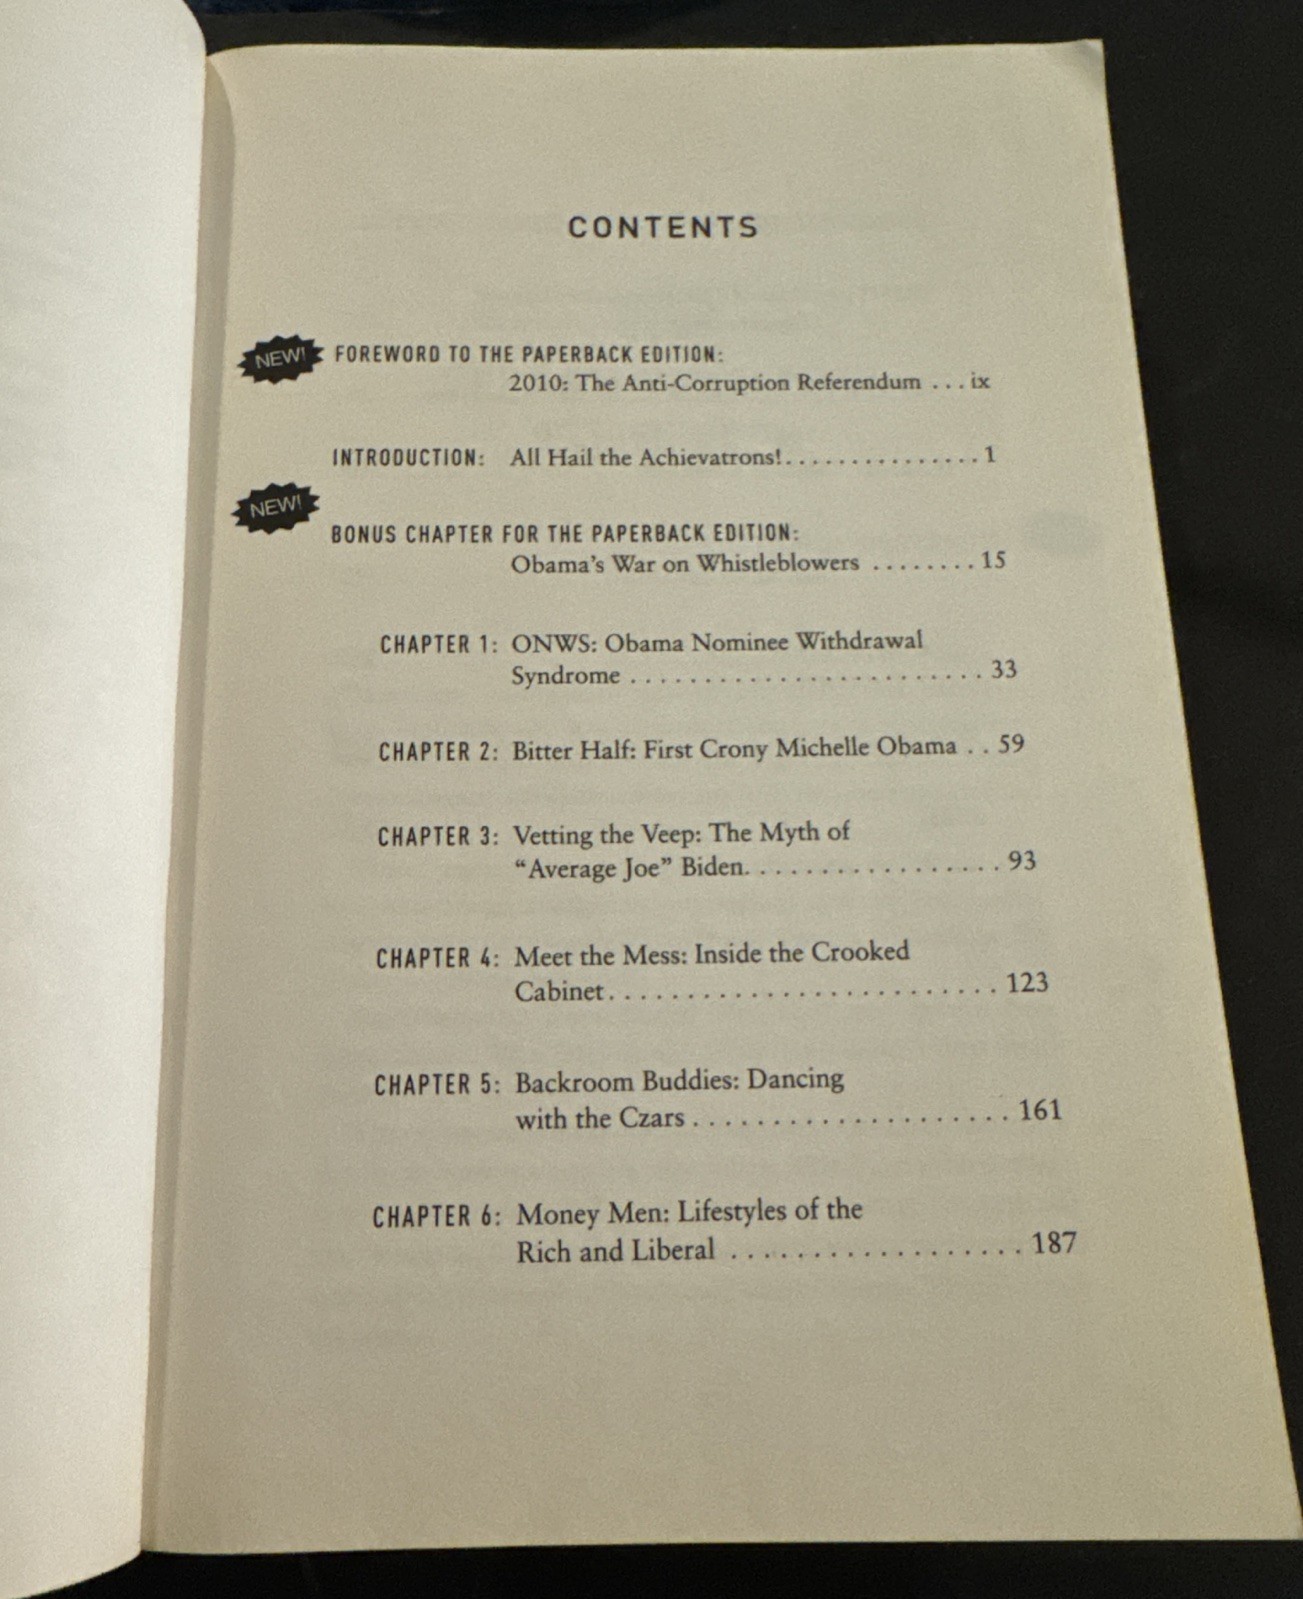 CONTENTS
NEW! FOREWORD TO THE PAPERBACK EDITION:
2010: The Anti-Corruption Referendum . . . ix
INTRODUCTION: All Hail the Achievatrons!. . . . . . . . . . . . . . . 1
NEW!
BONUS CHAPTER FOR THE PAPERBACK EDITION:
Obama's War on Whistleblowers . . . . . . . . 15
CHAPTER 1: ONWS: Obama Nominee Withdrawal
Syndrome . . . . . . . . . . . . . . . . . . . . . . . . 33
CHAPTER 2: Bitter Half: First Crony Michelle Obama . . 59
CHAPTER 3: Vetting the Veep: The Myth of
“Average Joe” Biden. . . . . . . . . . . . . . . . . 93
CHAPTER 4: Meet the Mess: Inside the Crooked
Cabinet. . . . . . . . . . . . . . . . . . . . . . . . . 123
CHAPTER 5: Backroom Buddies: Dancing
with the Czars . . . . . . . . . . . . . . . . . . . . 161
CHAPTER 6: Money Men: Lifestyles of the
Rich and Liberal . . . . . . . . . . . . . . . . . . 187